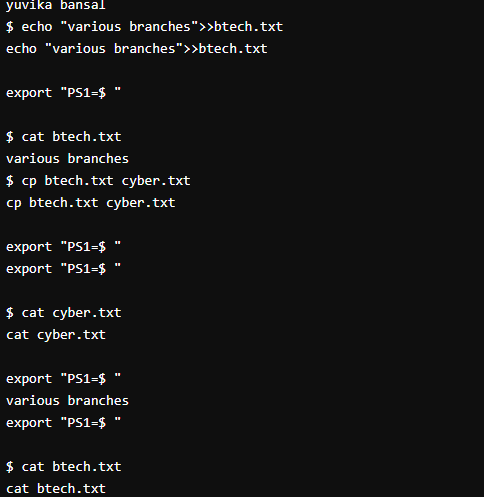 yuvika bansal
$ echo "various branches">>btech.txt
echo "various branches">>btech.txt
export "PS1=$ "
$ cat btech.txt
various branches
$ cp btech.txt cyber.txt
cp btech.txt cyber.txt
export "PS1=$ "
export "PS1=$ "
$ cat cyber.txt
cat cyber.txt
export "PS1=$ "
various branches
export "PS1=$ "
$ cat btech.txt
cat btech.txt